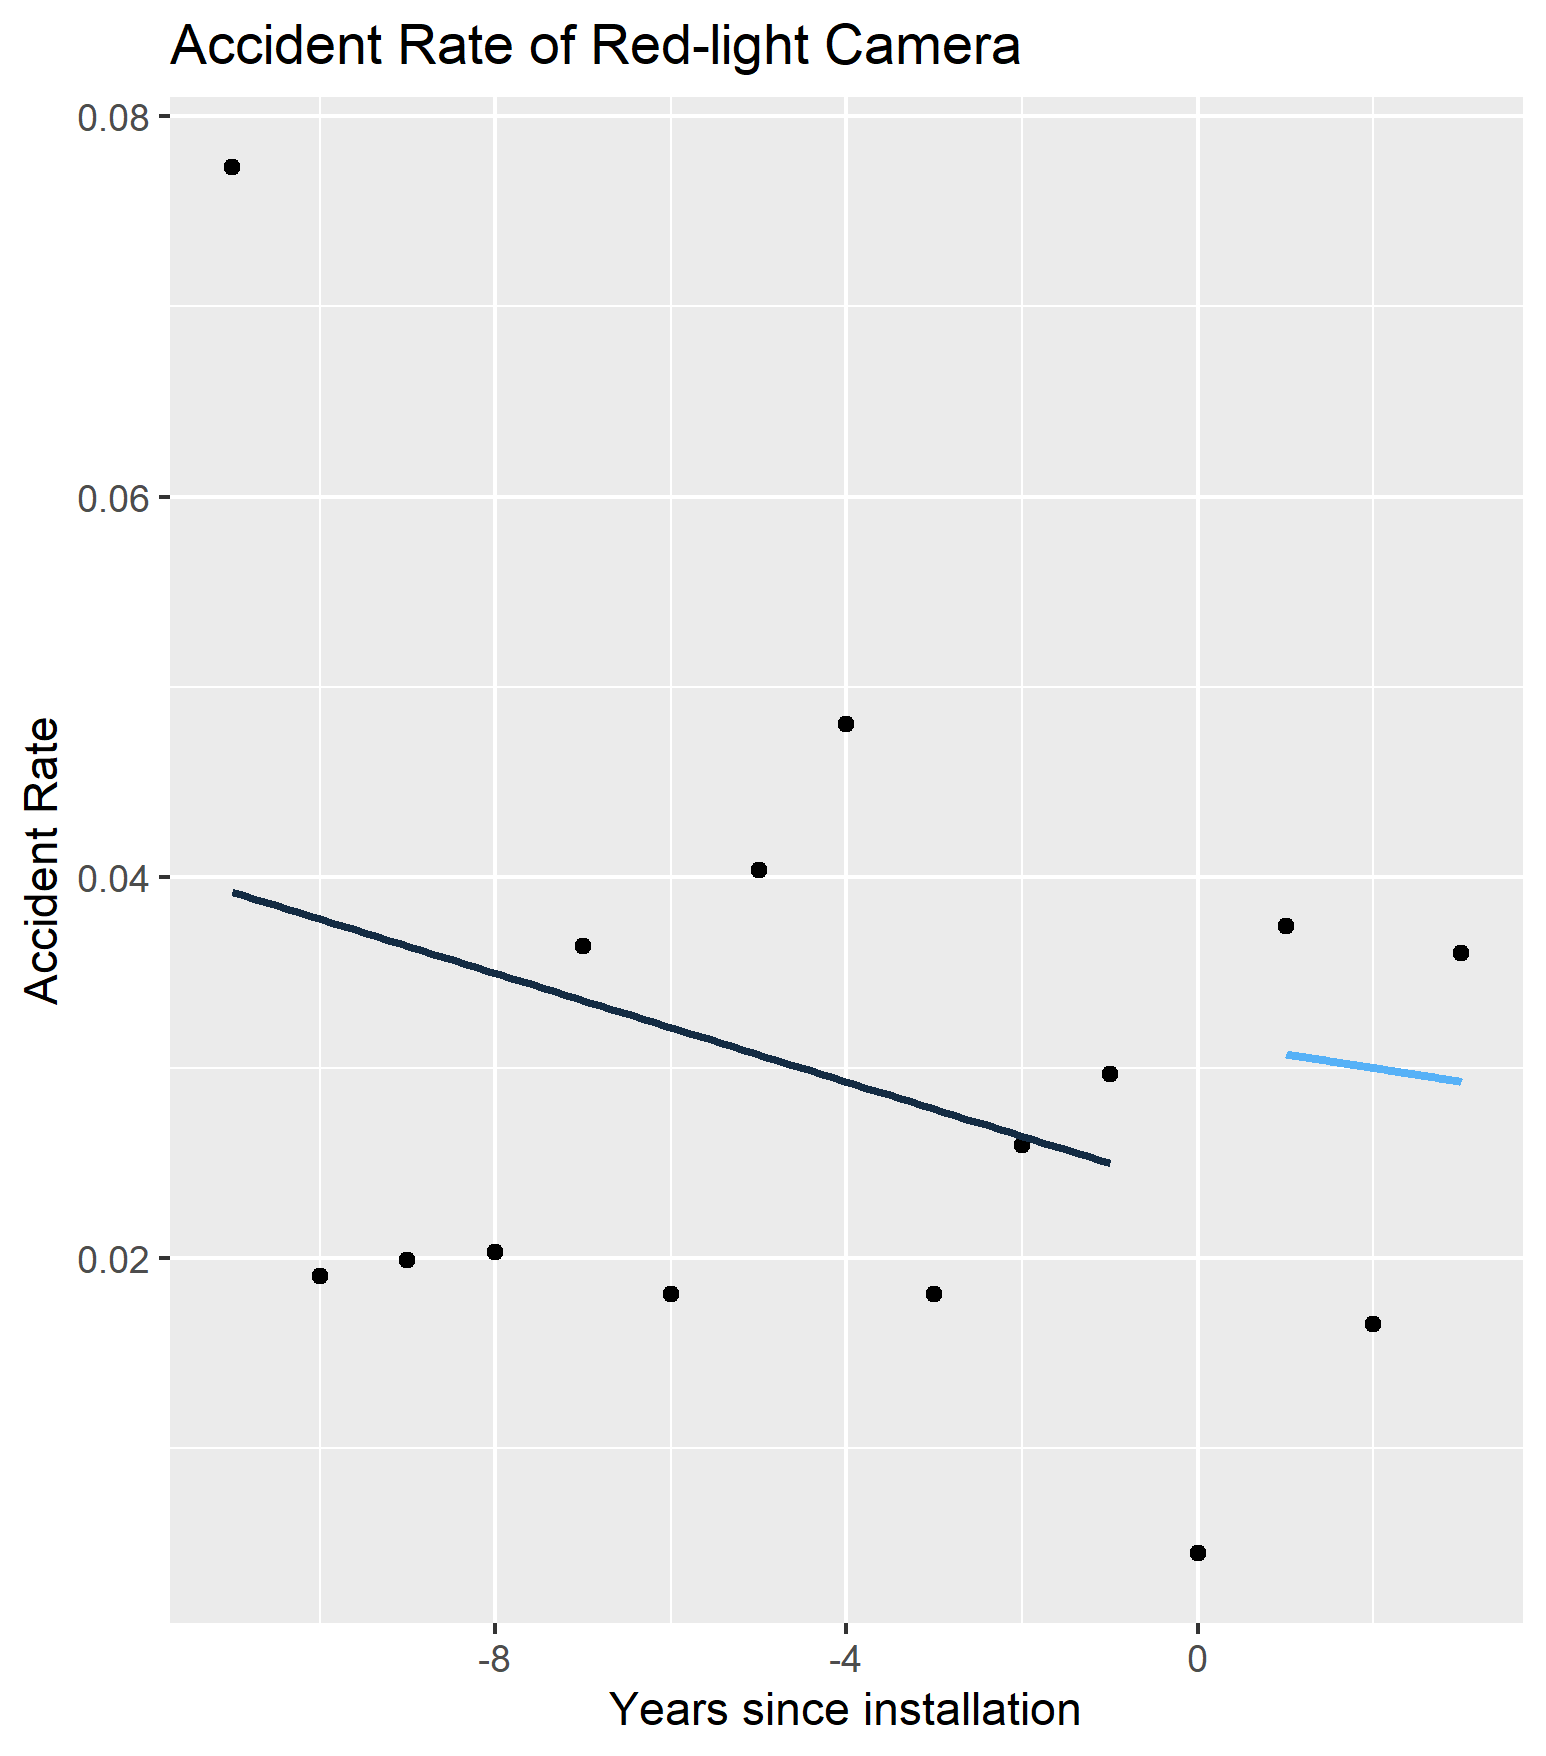 Accident Rate of Red-light Camera
0.08
0.06
0.04
0.02
Accident Rate
-8
-4
0
Years since installation